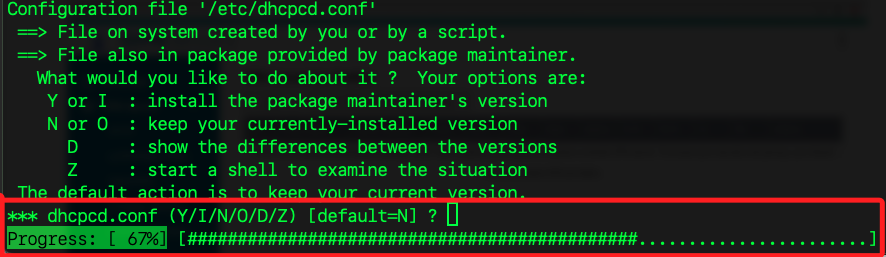 Configuration file '/etc/dhcpcd.conf'
 ==> File on system created by you or by a script.
 ==> File also in package provided by package maintainer.
   What would you like to do about it ?  Your options are:
    Y or I  : install the package maintainer's version
    N or O  : keep your currently-installed version
      D     : show the differences between the versions
      Z     : start a shell to examine the situation
 The default action is to keep your current version.
*** dhcpcd.conf (Y/I/N/O/D/Z) [default=N] ?
Progress: [ 67%] [#############################################.......................]